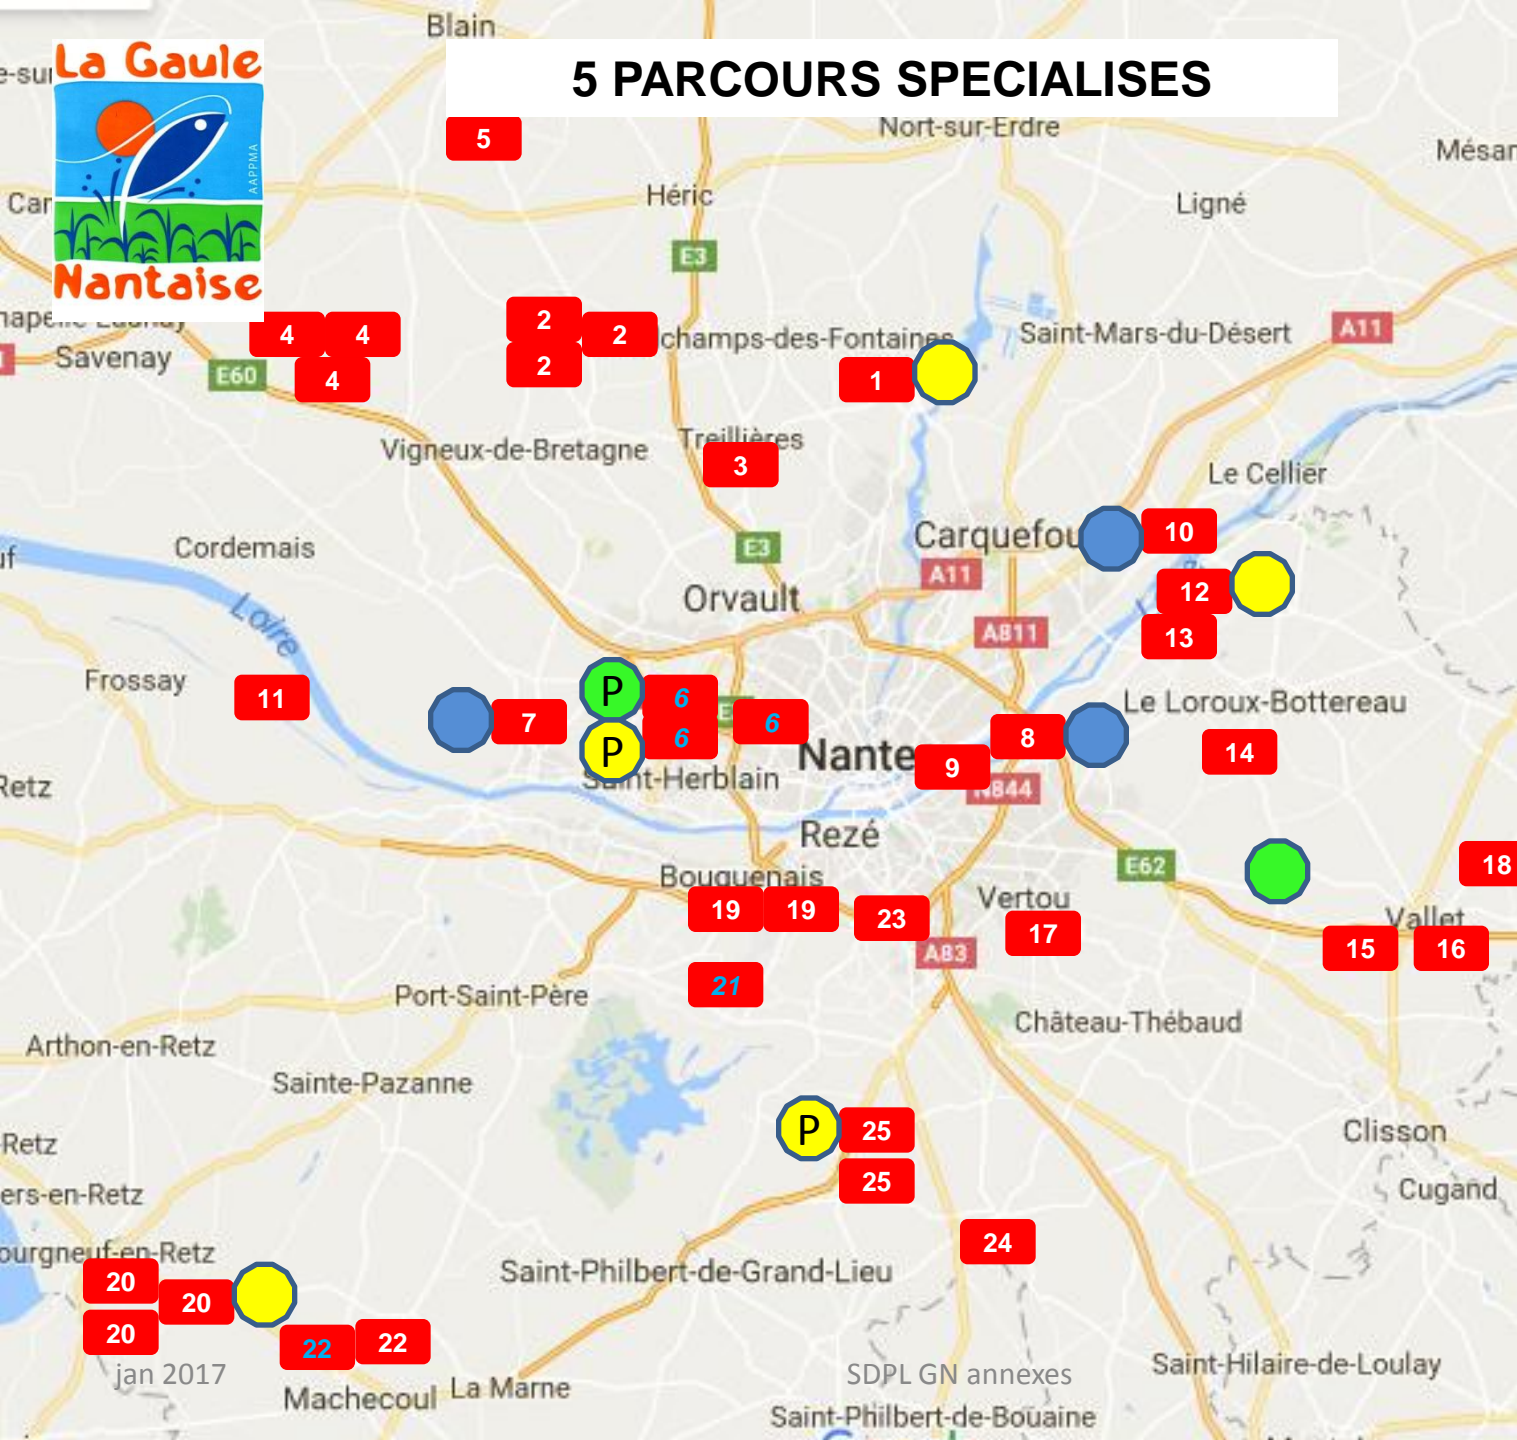 Blain
La Gaule
AAPPMA
Nantaise
5 PARCOURS SPECIALISES
Nort-sur-Erdre
5
Mésan
Héric
Ligné
E3
4 4
4
2
2
2
champs-des-Fontaines
Saint-Mars-du-Désert
A11
Savenay
E60
1
Vigneux-de-Bretagne
Treillières
3
Le Cellier
Cordemais
E3
Carquefou
10
A11
Orvault
12
A811
13
Loire
Frossay
11
7
P
6
6
6
P
Le Loroux-Bottereau
8
14
Nante
9
N844
Saint-Herblain
Retz
Rezé
E62
18
Bouguenais
19 19
23
Vertou
17
Vallet
15
16
A83
21
Port-Saint-Père
Château-Thébaud
Arthon-en-Retz
Sainte-Pazanne
P
25
25
Clisson
-Retz
ers-en-Retz
Cugand
24
ourgneuf-en-Retz
20
20
20
Saint-Philbert-de-Grand-Lieu
22
22
jan 2017
SDPL GN annexes
Saint-Hilaire-de-Loulay
Machecoul
La Marne
Saint-Philbert-de-Bouaine